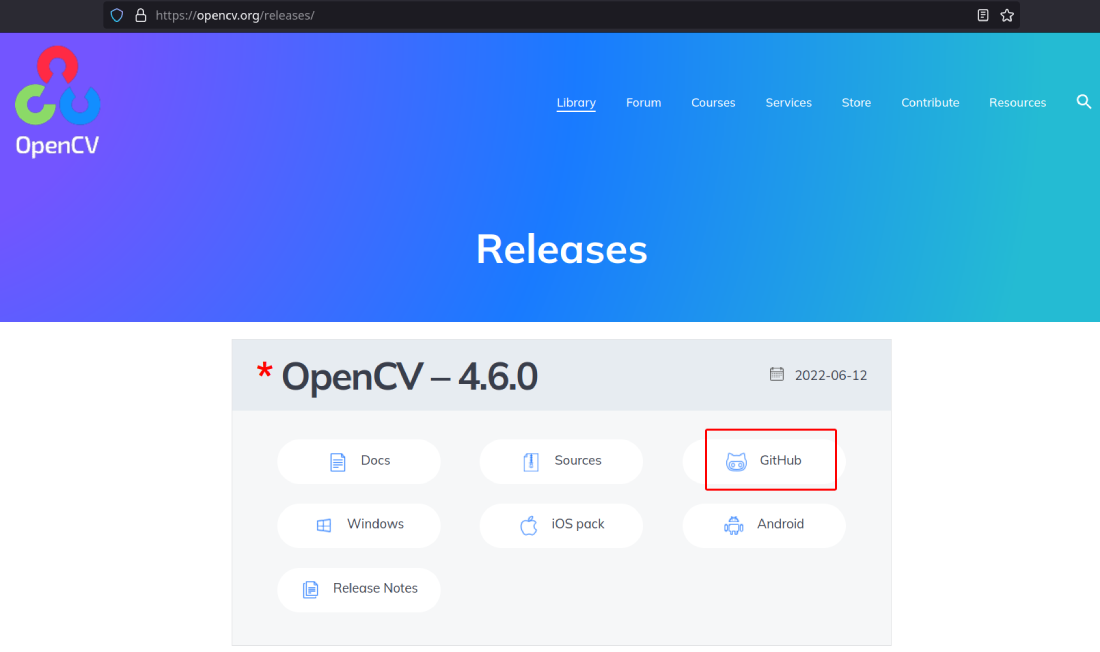 https://opencv.org/releases/
OpenCV
Library Forum Courses Services Store Contribute Resources
Releases
* OpenCV – 4.6.0 2022-06-12
Docs Sources GitHub
Windows iOS pack Android
Release Notes